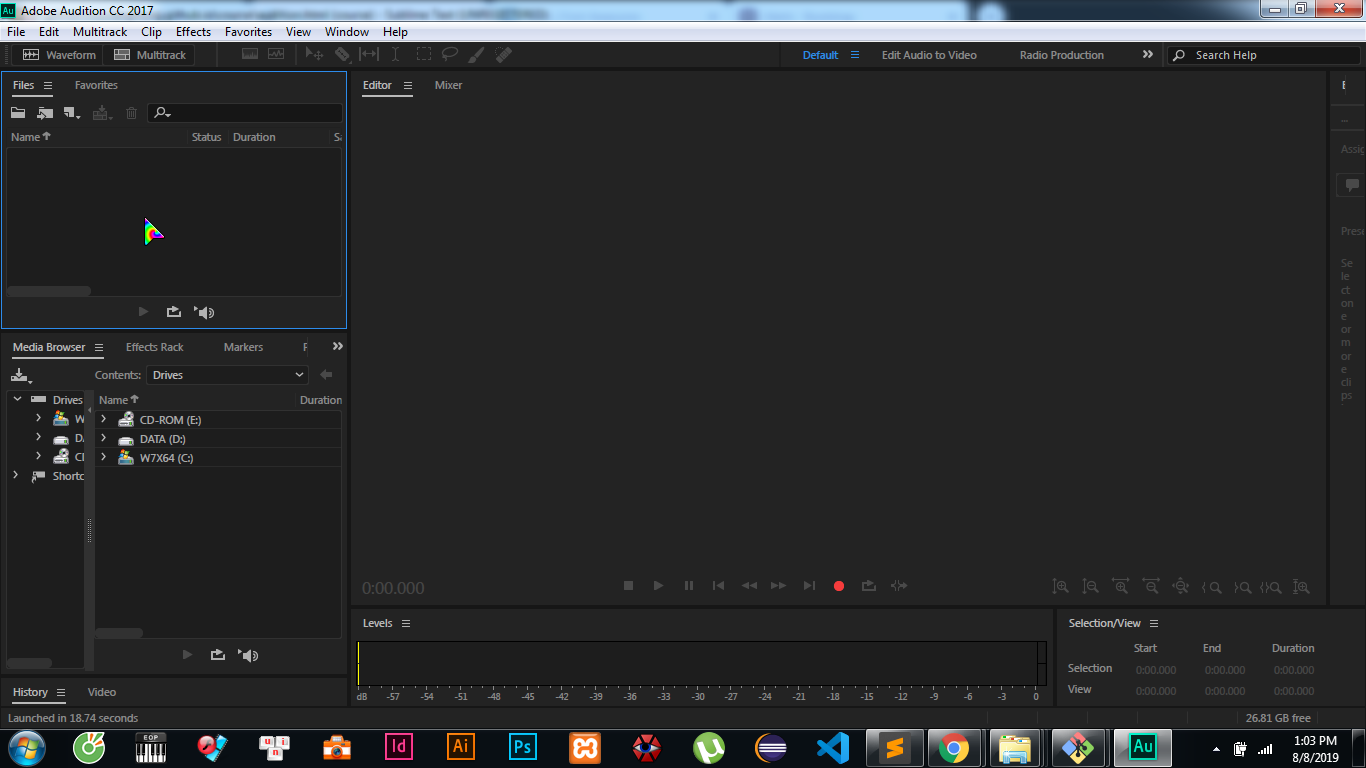 Au Adobe Audition CC 2017
File Edit Multitrack Clip Effects Favorites View Window Help
Waveform Multitrack Default Edit Audio to Video Radio Production Search Help
Files Favorites Editor Mixer
Name Status Duration
Assig
Prese
Se
le
ct
on
e
or
m
or
e
cli
ps
Media Browser Effects Rack Markers
Contents: Drives
Drives Name Duration
CD-ROM (E:)
DATA (D:)
W7X64 (C:)
Shortc
0:00.000
Levels
dB -57 -54 -51 -48 -45 -42 -39 -36 -33 -30 -27 -24 -21 -18 -15 -12 -9 -6 -3 0
Selection/View
Start End Duration
Selection 0:00.000 0:00.000 0:00.000
View 0:00.000 0:00.000 0:00.000
History Video
Launched in 18.74 seconds 26.81 GB free
EOP Id Ai Ps Au
1:03 PM
8/8/2019